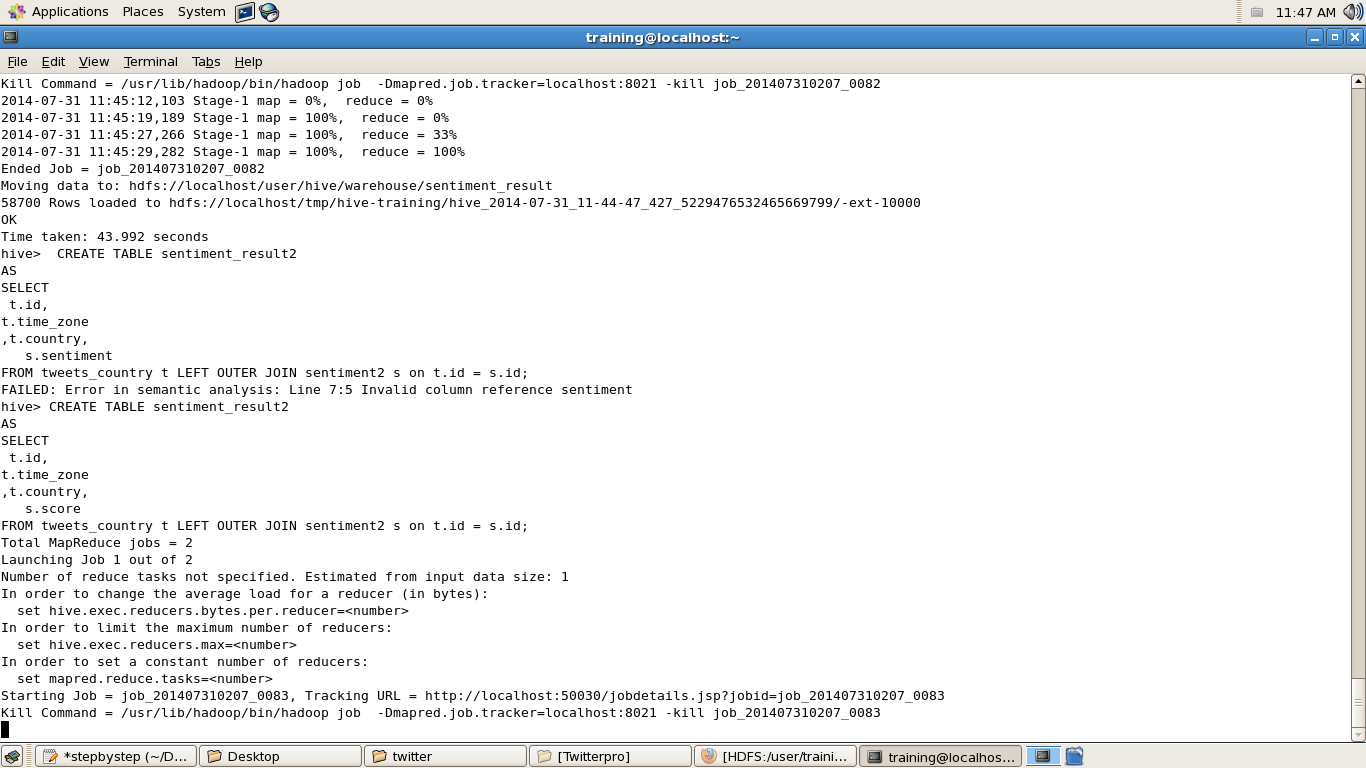 Applications Places System 11:47 AM
training@localhost:~
File Edit View Terminal Tabs Help
Kill Command = /usr/lib/hadoop/bin/hadoop job  -Dmapred.job.tracker=localhost:8021 -kill job_201407310207_0082
2014-07-31 11:45:12,103 Stage-1 map = 0%,  reduce = 0%
2014-07-31 11:45:19,189 Stage-1 map = 100%,  reduce = 0%
2014-07-31 11:45:27,266 Stage-1 map = 100%,  reduce = 33%
2014-07-31 11:45:29,282 Stage-1 map = 100%,  reduce = 100%
Ended Job = job_201407310207_0082
Moving data to: hdfs://localhost/user/hive/warehouse/sentiment_result
58700 Rows loaded to hdfs://localhost/tmp/hive-training/hive_2014-07-31_11-44-47_427_5229476532465669799/-ext-10000
OK
Time taken: 43.992 seconds
hive>  CREATE TABLE sentiment_result2
AS
SELECT
 t.id,
t.time_zone
,t.country,
   s.sentiment
FROM tweets_country t LEFT OUTER JOIN sentiment2 s on t.id = s.id;
FAILED: Error in semantic analysis: Line 7:5 Invalid column reference sentiment
hive> CREATE TABLE sentiment_result2
AS
SELECT
 t.id,
t.time_zone
,t.country,
   s.score
FROM tweets_country t LEFT OUTER JOIN sentiment2 s on t.id = s.id;
Total MapReduce jobs = 2
Launching Job 1 out of 2
Number of reduce tasks not specified. Estimated from input data size: 1
In order to change the average load for a reducer (in bytes):
  set hive.exec.reducers.bytes.per.reducer=<number>
In order to limit the maximum number of reducers:
  set hive.exec.reducers.max=<number>
In order to set a constant number of reducers:
  set mapred.reduce.tasks=<number>
Starting Job = job_201407310207_0083, Tracking URL = http://localhost:50030/jobdetails.jsp?jobid=job_201407310207_0083
Kill Command = /usr/lib/hadoop/bin/hadoop job  -Dmapred.job.tracker=localhost:8021 -kill job_201407310207_0083
*stepbystep (~/D... Desktop twitter [Twitterpro] [HDFS:/user/traini... training@localhos...